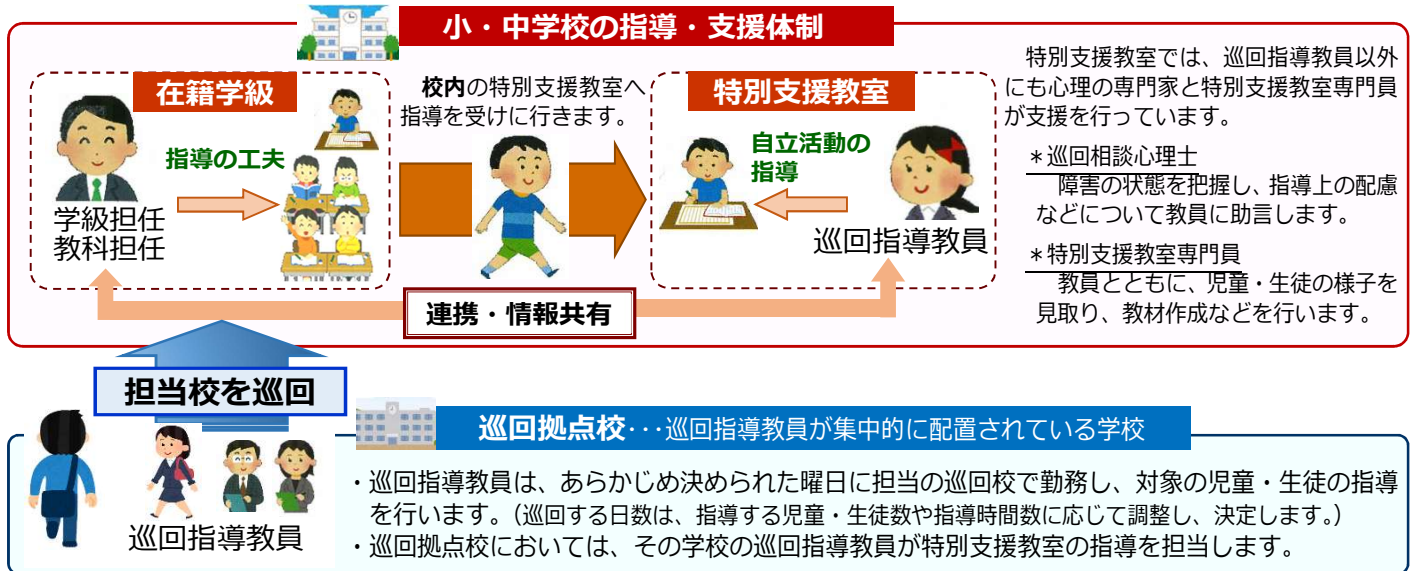 小・中学校の指導・支援体制
在籍学級
指導の工夫
学級担任
教科担任
校内の特別支援教室へ
指導を受けに行きます。
特別支援教室
自立活動の
指導
巡回指導教員
連携・情報共有
特別支援教室では、巡回指導教員以外
にも心理の専門家と特別支援教室専門員
が支援を行っています。
＊巡回相談心理士
障害の状態を把握し、指導上の配慮
などについて教員に助言します。
＊特別支援教室専門員
教員とともに、児童・生徒の様子を
見取り、教材作成などを行います。
担当校を巡回
巡回指導教員
巡回拠点校･･･巡回指導教員が集中的に配置されている学校
・巡回指導教員は、あらかじめ決められた曜日に担当の巡回校で勤務し、対象の児童・生徒の指導
を行います。（巡回する日数は、指導する児童・生徒数や指導時間数に応じて調整し、決定します。）
・巡回拠点校においては、その学校の巡回指導教員が特別支援教室の指導を担当します。